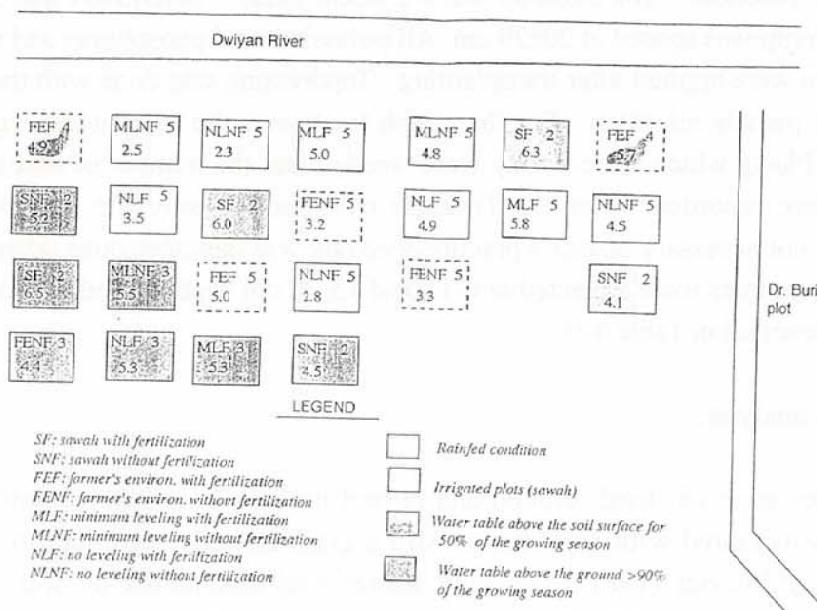 Dwiyan River
FEF 4 MLNF 5 NLNF 5 MLF 5 MLNF 5 SF 2 FEF 4
4.9 2.5 2.3 5.0 4.8 6.3
SNF 2 NLF 5 SF 2 FENF 5 NLF 5 MLF 5 NLNF 5
5.2 3.5 6.0 3.2 4.9 5.8 4.5
SF 2 MLNF 3 FEF 5 NLNF 5 FENF 5 SNF 2
6.5 5.5 5.0 2.8 3.3 4.1
Dr. Buri
plot
FENF 3 NLF 3 MLF 3 SNF 2
4.4 5.3 5.3 4.5
LEGEND
SF: sawah with fertilization
SNF: sawah without fertilization
FEF: farmer's environ. with fertilization
FENF: farmer's environ. without fertilization
MLF: minimum leveling with fertilization
MLNF: minimum leveling without fertilization
NLF: no leveling with fertilization
NLNF: no leveling without fertilization
Rainfed condition
Irrigated plots (sawah)
Water table above the soil surface for
50% of the growing season
Water table above the ground >90%
of the growing season